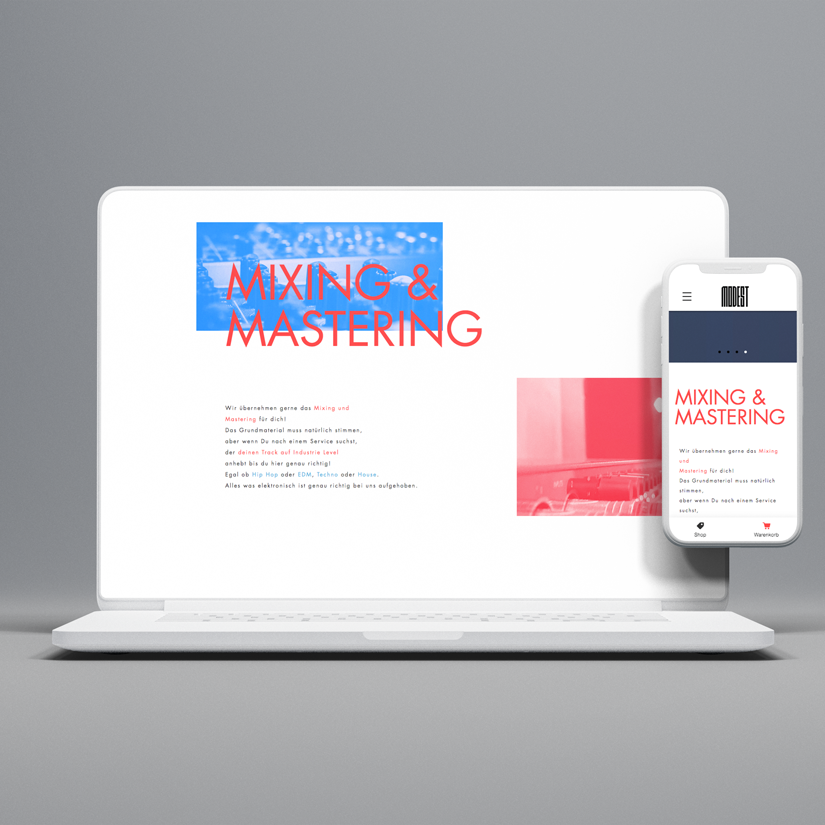 MIXING &
MASTERING
Wir übernehmen gerne das Mixing und
Mastering für dich!
Das Grundmaterial muss natürlich stimmen,
aber wenn Du nach einem Service suchst,
der deinen Track auf Industrie Level
anhebt bis du hier genau richtig!
Egal ob Hip Hop oder EDM, Techno oder House.
Alles was elektronisch ist genau richtig bei uns aufgehoben.
MODEST
MIXING &
MASTERING
Wir übernehmen gerne das Mixing
und
Mastering für dich!
Das Grundmaterial muss natürlich
stimmen,
aber wenn Du nach einem Service
suchst,
Shop
Warenkorb